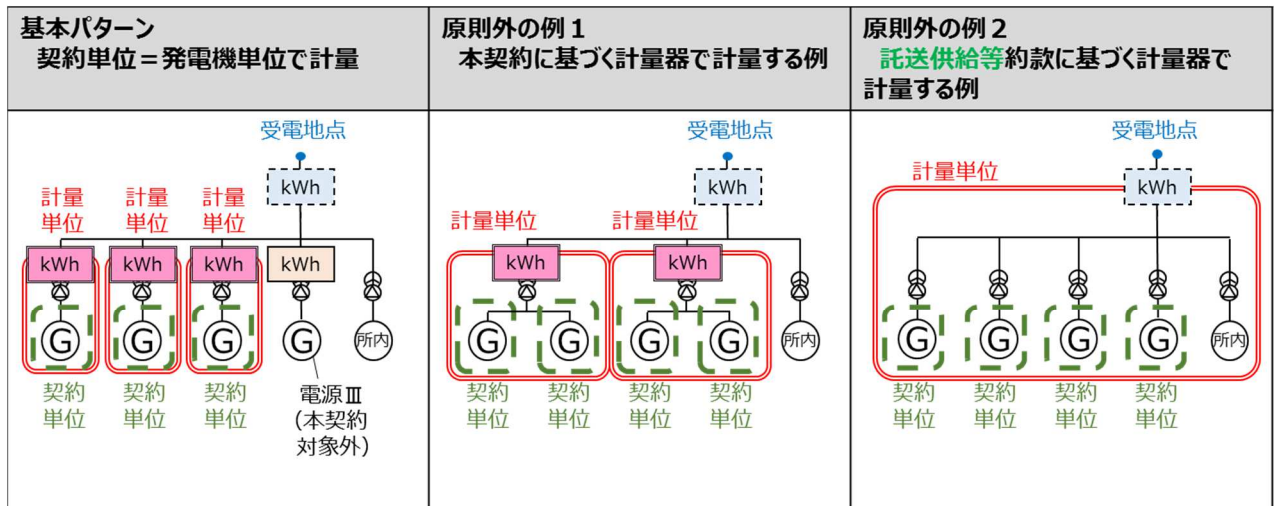 基本パターン
契約単位＝発電機単位で計量
原則外の例１
本契約に基づく計量器で計量する例
原則外の例２
託送供給等約款に基づく計量器で
計量する例
受電地点
kWh
計量
単位
計量
単位
計量
単位
kWh
kWh
kWh
kWh
G
G
G
G
所内
契約
単位
契約
単位
契約
単位
電源Ⅲ
（本契約
対象外）
受電地点
kWh
計量単位
計量単位
kWh
kWh
G
G
G
G
所内
契約
単位
契約
単位
契約
単位
契約
単位
受電地点
計量単位
kWh
G
G
G
G
所内
契約
単位
契約
単位
契約
単位
契約
単位